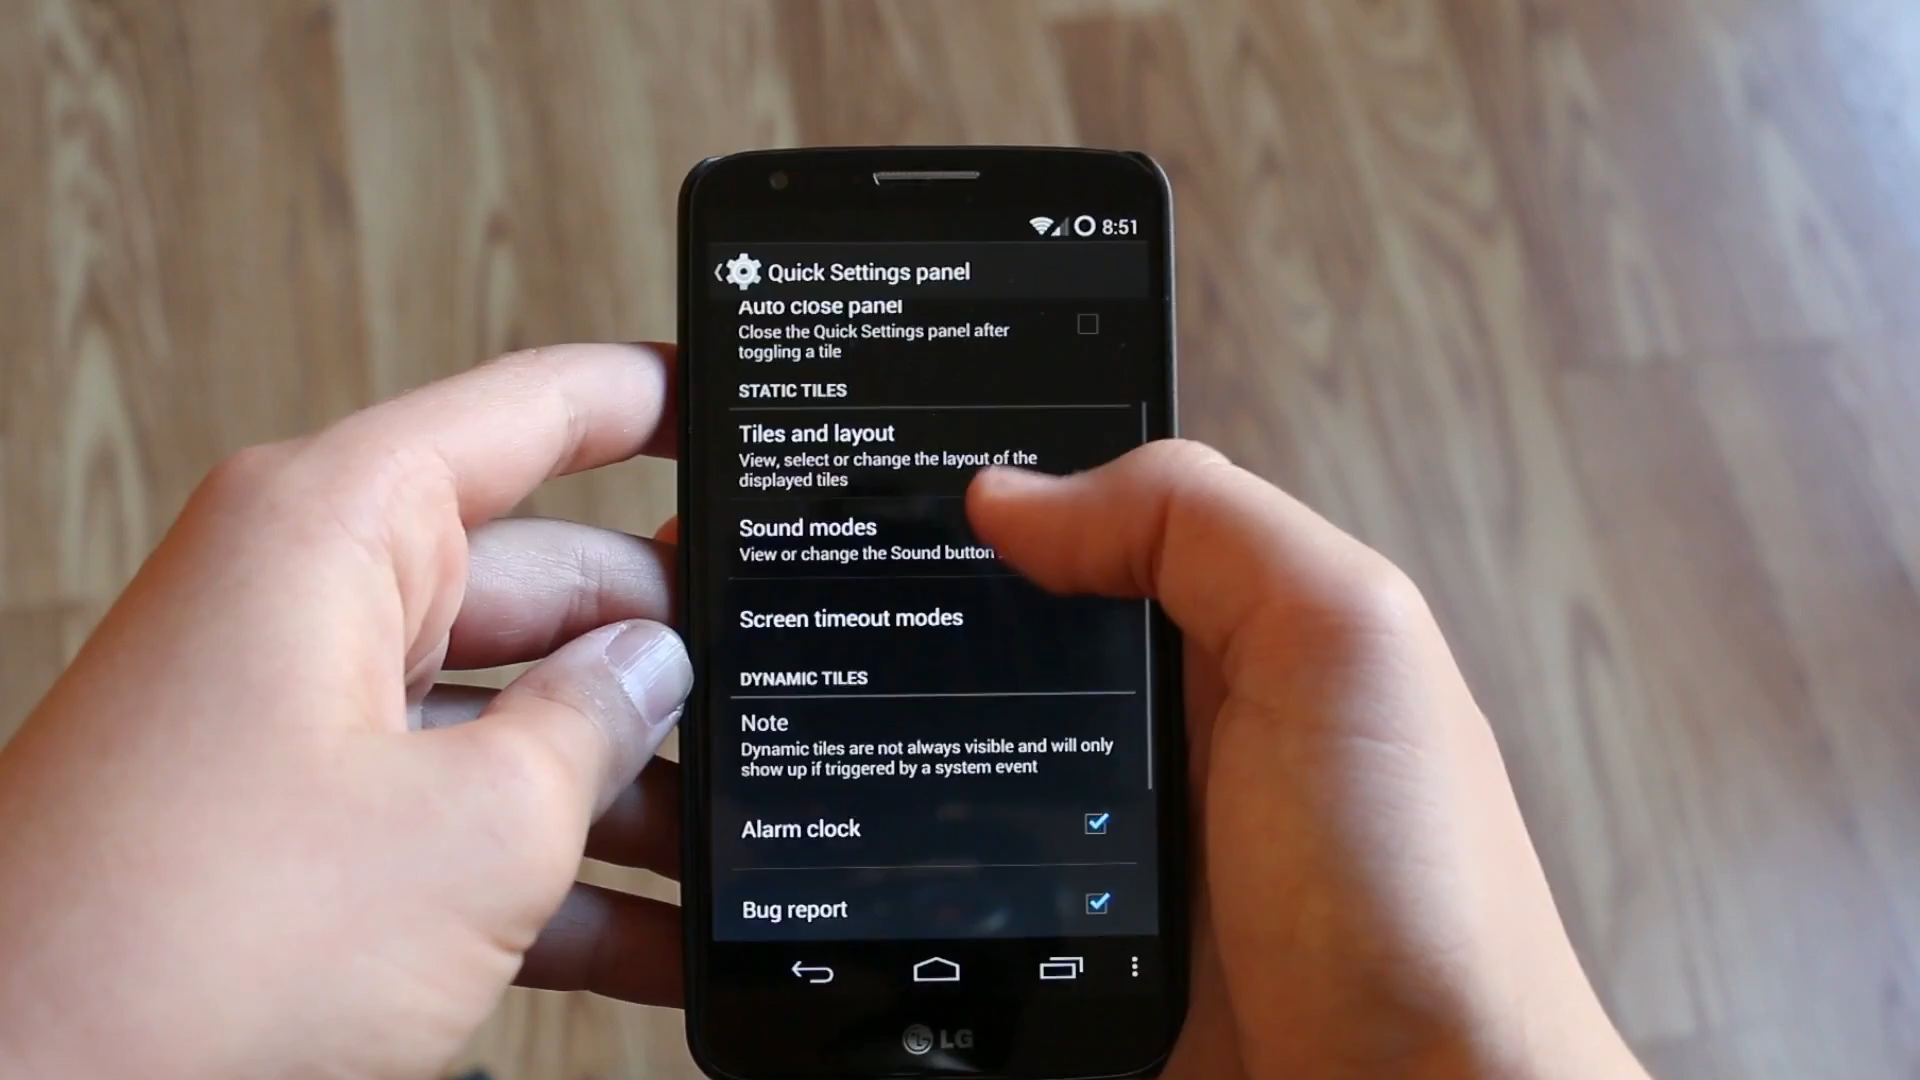 8:51
Quick Settings panel
Auto close panel
Close the Quick Settings panel after
toggling a tile
STATIC TILES
Tiles and layout
View, select or change the layout of the
displayed tiles
Sound modes
View or change the Sound button
Screen timeout modes
DYNAMIC TILES
Note
Dynamic tiles are not always visible and will only
show up if triggered by a system event
Alarm clock
Bug report
LG